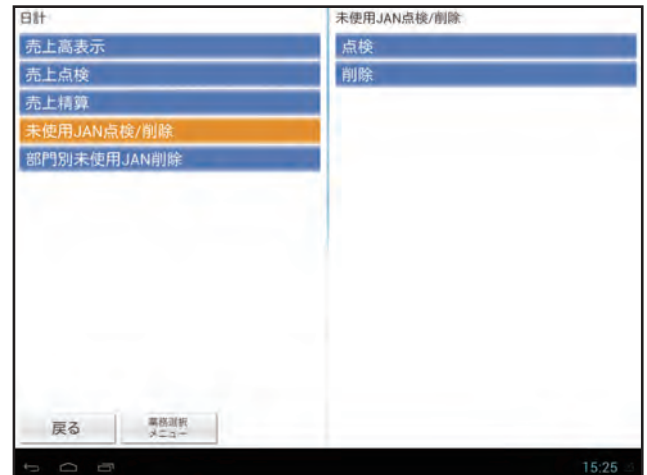 日計
売上高表示
売上点検
売上精算
未使用JAN点検/削除
部門別未使用JAN削除
未使用JAN点検/削除
点検
削除
戻る
業務選択
メニュー
15:25